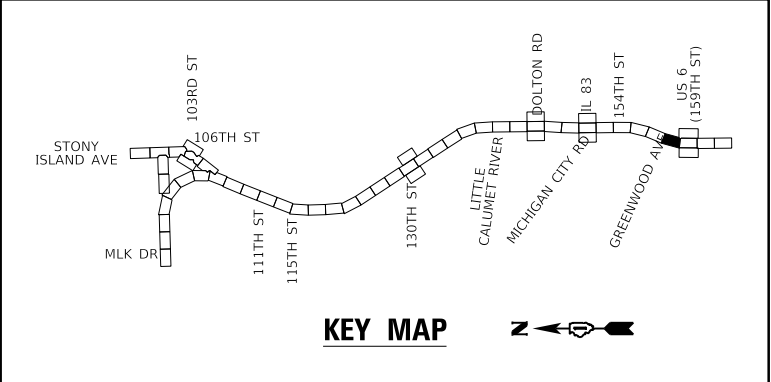 103RD ST
106TH ST
STONY
ISLAND AVE
MLK DR
111TH ST
115TH ST
130TH ST
LITTLE
CALUMET RIVER
DOLTON RD
MICHIGAN CITY RD
IL 83
154TH ST
GREENWOOD AVE
US 6
(159TH ST)
KEY MAP
N